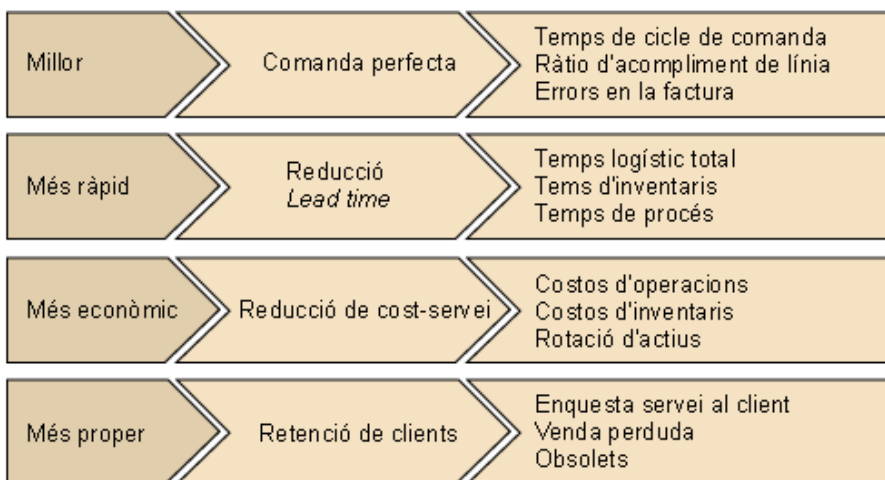 Millor
Comanda perfecta
Temps de cicle de comanda
Ràtio d'acompliment de línia
Errors en la factura
Més ràpid
Reducció
Lead time
Temps logístic total
Tems d'inventaris
Temps de procés
Més econòmic
Reducció de cost-servei
Costos d'operacions
Costos d'inventaris
Rotació d'actius
Més proper
Retenció de clients
Enquesta servei al client
Venda perduda
Obsolets